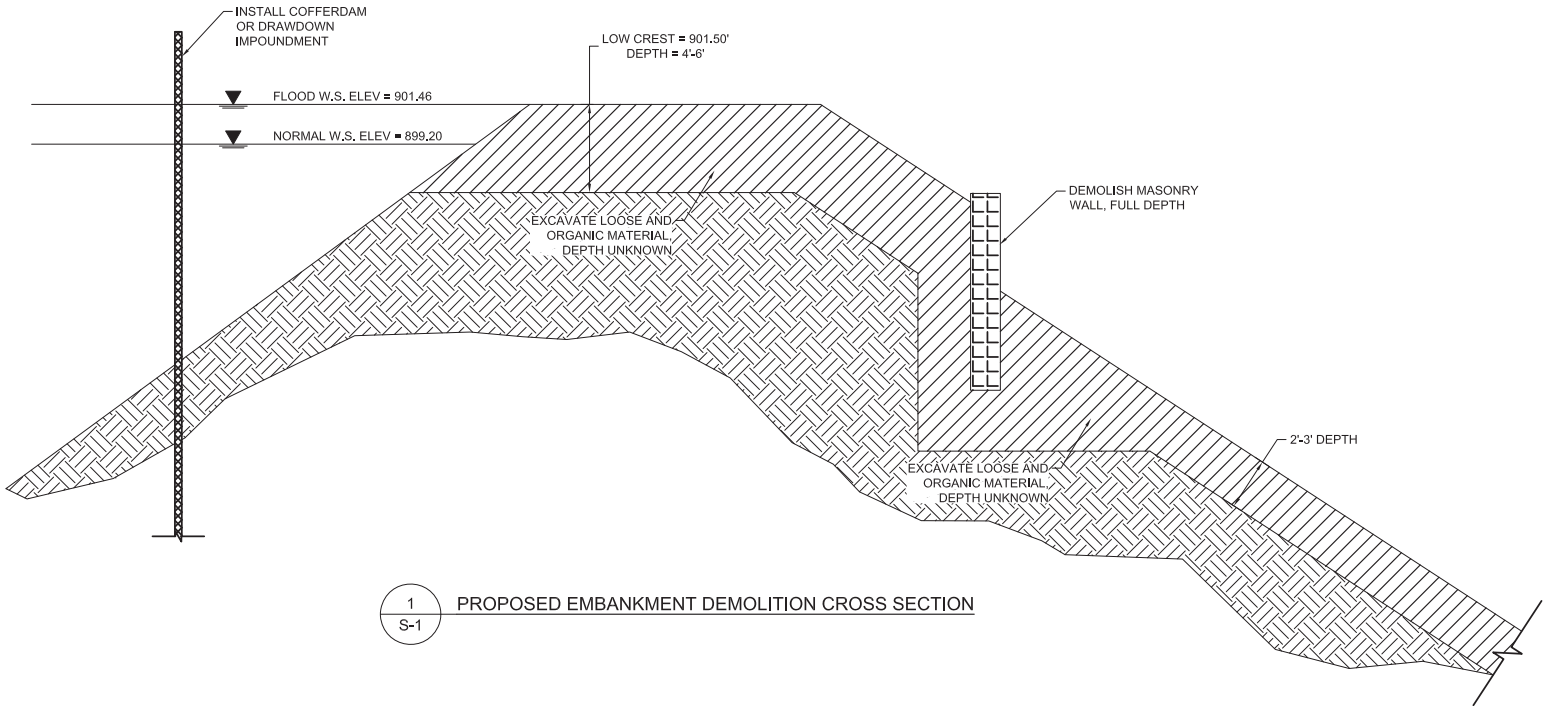 INSTALL COFFERDAM
OR DRAWDOWN
IMPOUNDMENT
LOW CREST = 901.50'
DEPTH = 4'-6'
FLOOD W.S. ELEV = 901.46
NORMAL W.S. ELEV = 899.20
DEMOLISH MASONRY
WALL, FULL DEPTH
EXCAVATE LOOSE AND
ORGANIC MATERIAL,
DEPTH UNKNOWN
2'-3' DEPTH
EXCAVATE LOOSE AND
ORGANIC MATERIAL,
DEPTH UNKNOWN
1
S-1
PROPOSED EMBANKMENT DEMOLITION CROSS SECTION